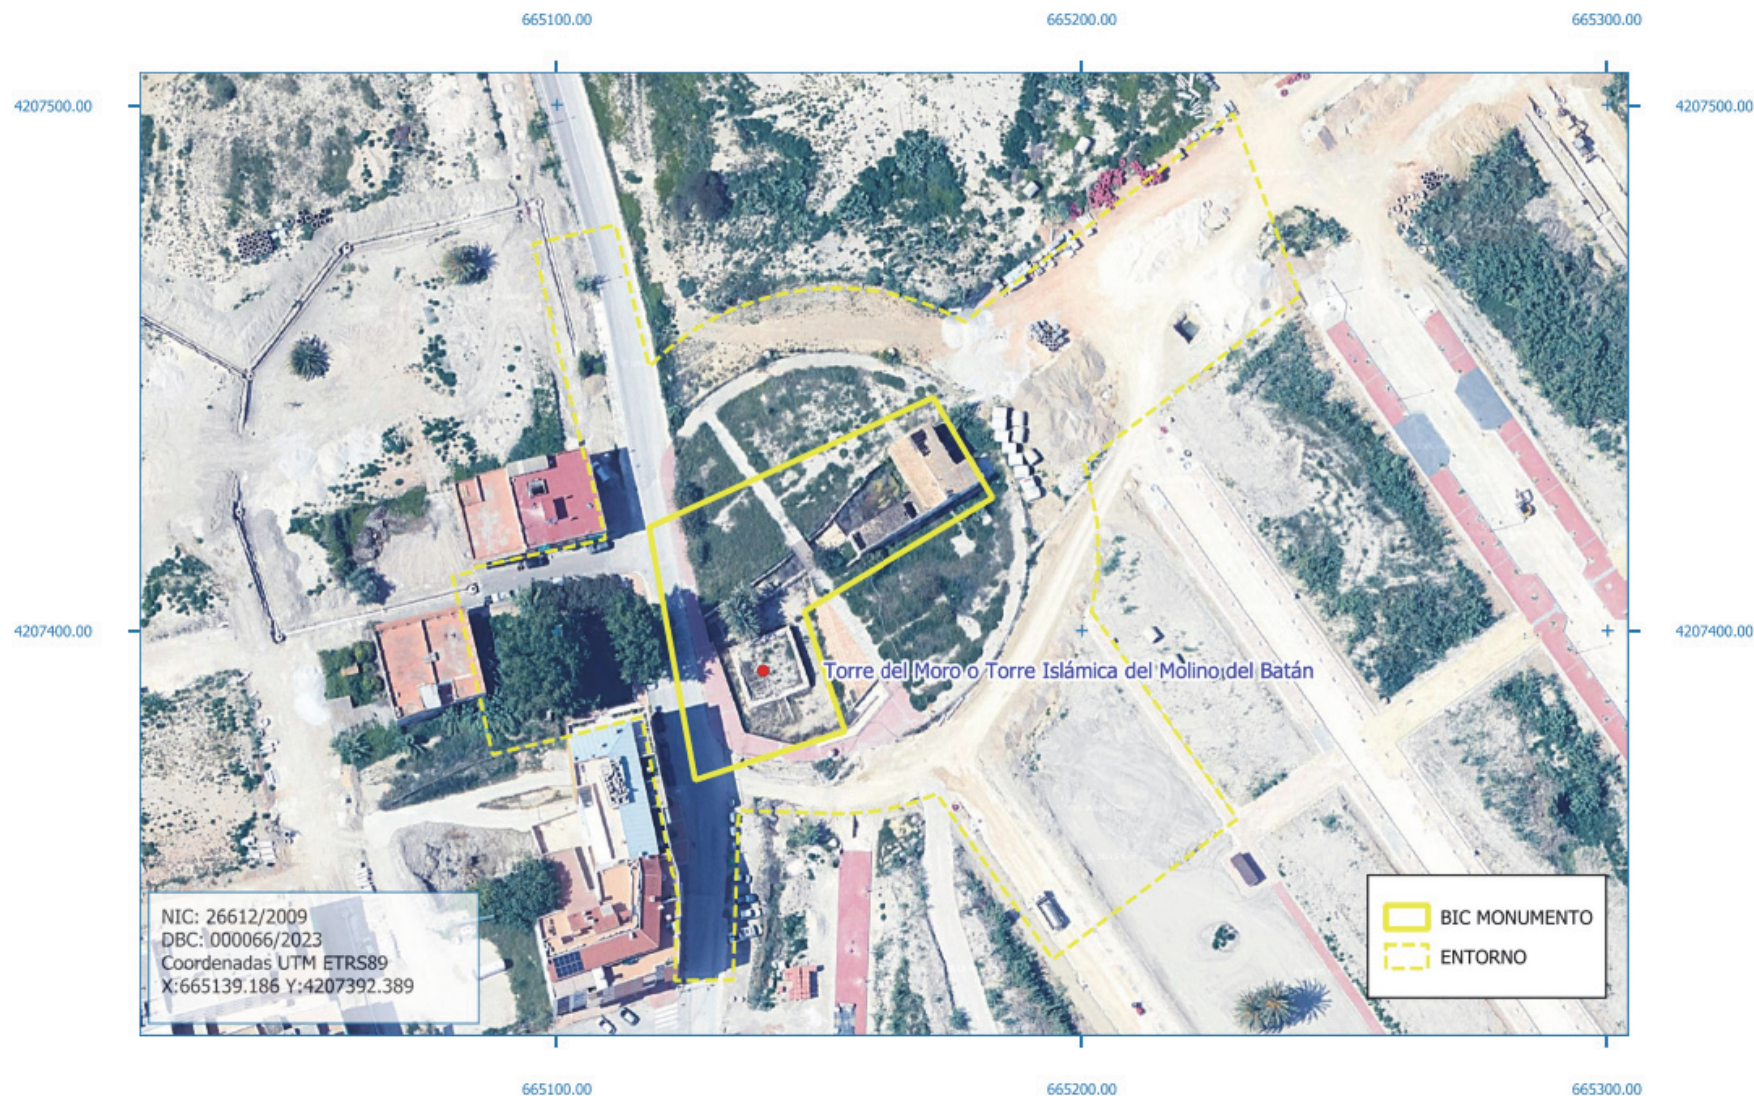 665100.00
665200.00
665300.00
4207500.00
4207500.00
4207400.00
4207400.00
Torre del Moro o Torre Islámica del Molino del Batán
NIC: 26612/2009
DBC: 000066/2023
Coordenadas UTM ETRS89
X:665139.186 Y:4207392.389
BIC MONUMENTO
ENTORNO
665100.00
665200.00
665300.00